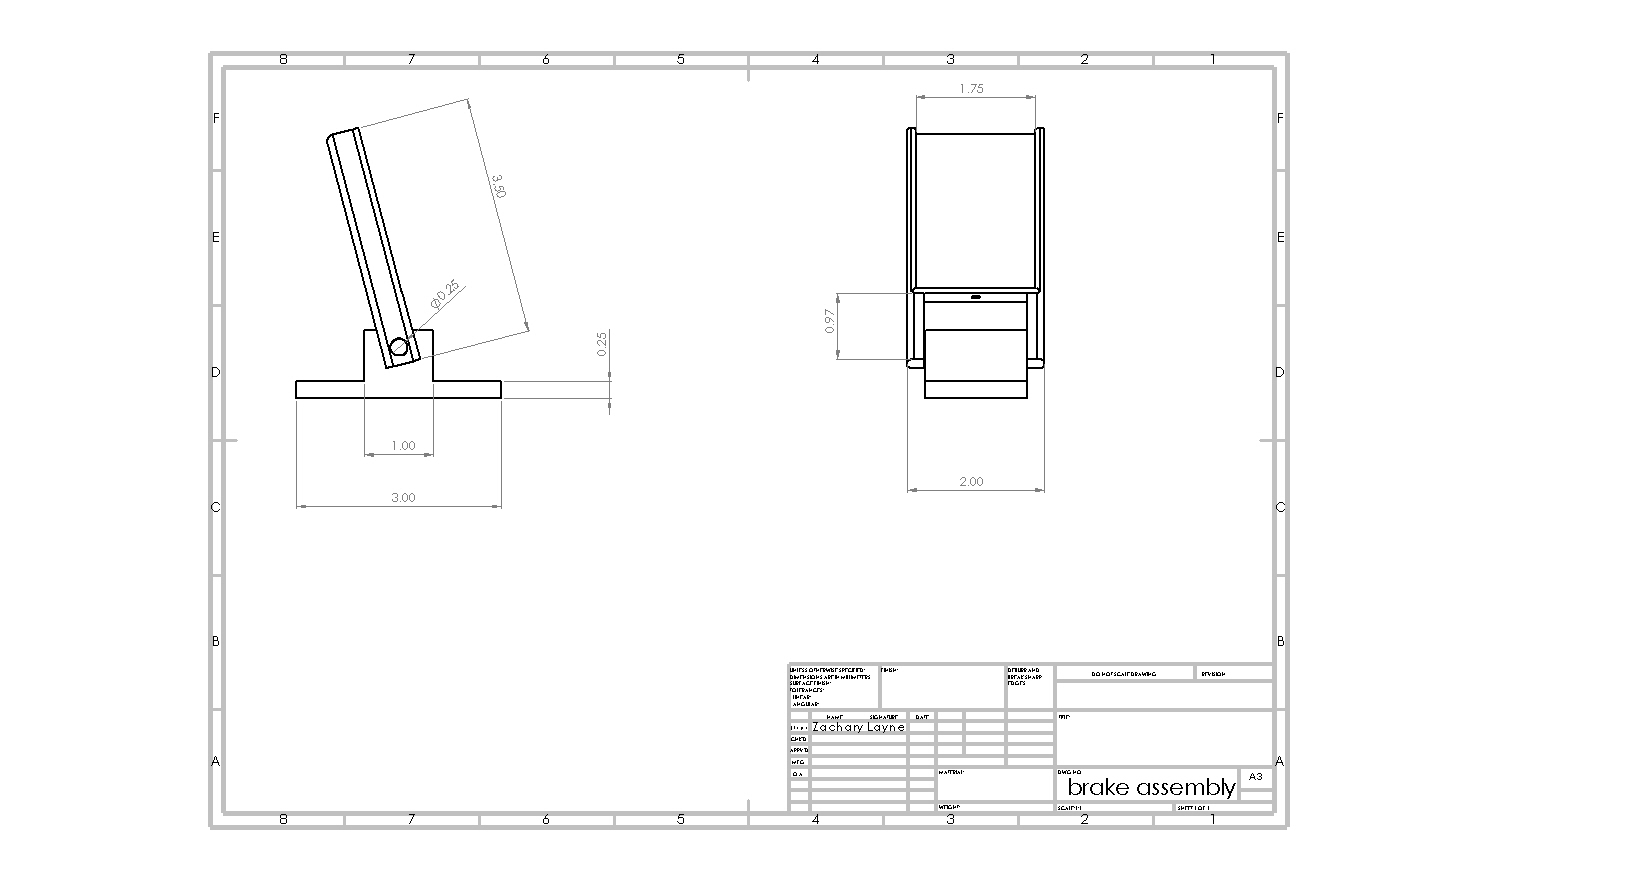 8 7 6 5 4 3 2 1
F F
E E
D D
C C
B B
A A
1.75
3.50
Ø0.25
0.25
0.97
1.00
3.00
2.00
UNLESS OTHERWISE SPECIFIED:
DIMENSIONS ARE IN MILLIMETERS
SURFACE FINISH:
TOLERANCES:
LINEAR:
ANGULAR:
FINISH:
DEBURR AND
BREAK SHARP
EDGES
DO NOT SCALE DRAWING
REVISION
NAME SIGNATURE DATE
Zachary Layne
CHK'D
APPV'D
MFG
Q.A
TITLE:
MATERIAL:
DWG NO.
brake assembly
A3
WEIGHT:
SCALE:1:1
SHEET 1 OF 1
8 7 6 5 4 3 2 1